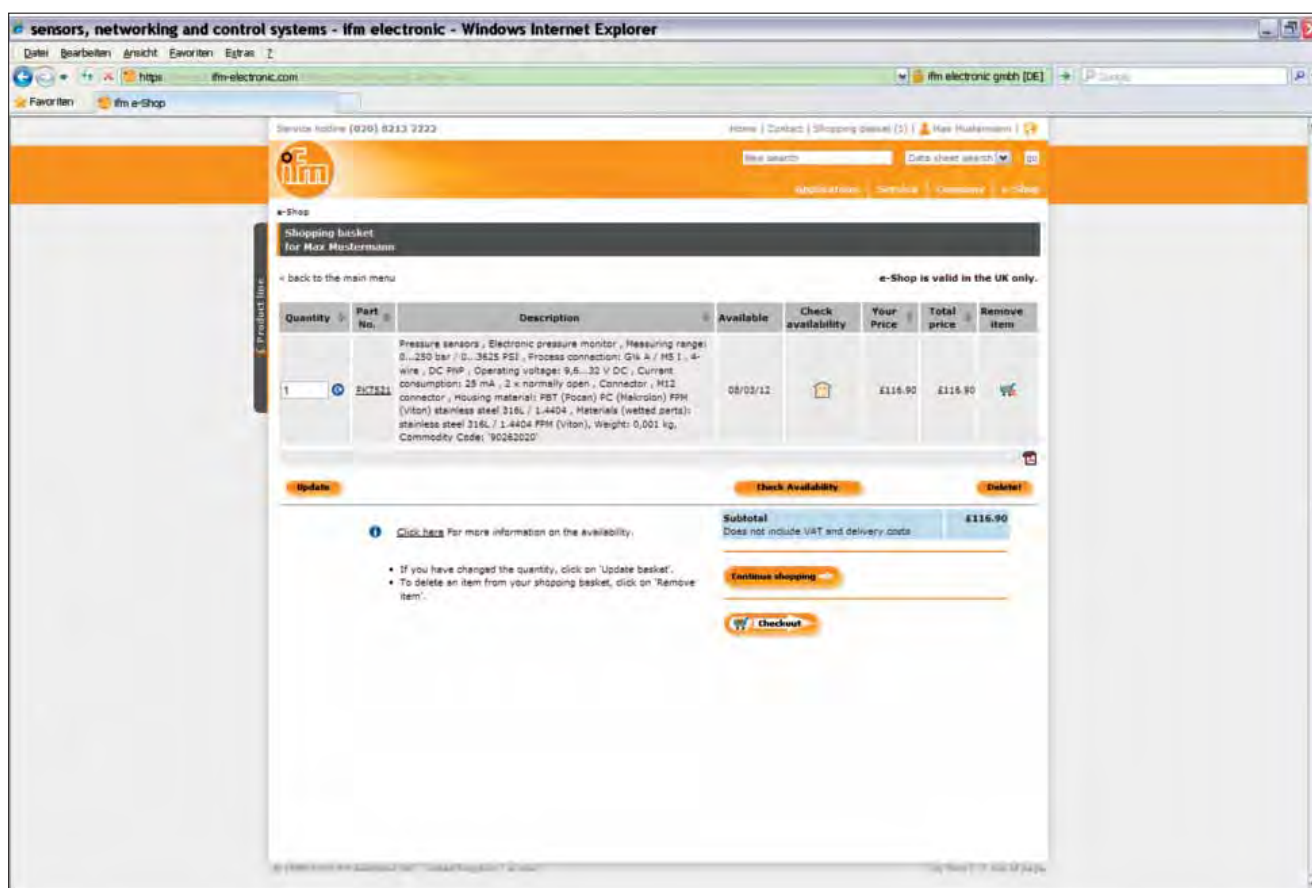 sensors, networking and control systems - ifm electronic - Windows Internet Explorer
Datei Bearbeiten Ansicht Favoriten Extras ?
https ifm-electronic.com ifm electronic gmbh [DE]
Favoriten ifm e-Shop
Service hotline (020) 8213 2222 Home | Contact | Shopping basket (1) | Max Mustermann |
ifm New search Data sheet search go
Applications | Service | Company | e-Shop
e-Shop
Shopping basket
for Max Mustermann
Product line
< back to the main menu e-Shop is valid in the UK only.
Quantity Part No. Description Available Check availability Your Price Total price Remove item
Pressure sensors , Electronic pressure monitor , Measuring range:
0...250 bar / 0...3625 PSI , Process connection: G¼ A / M5 I , 4-
wire , DC PNP , Operating voltage: 9,6...32 V DC , Current
1 PK7521 consumption: 25 mA , 2 x normally open , Connector , M12 08/03/12 £116.90 £116.90
connector , Housing material: PBT (Pocan) PC (Makrolon) FPM
(Viton) stainless steel 316L / 1.4404 , Materials (wetted parts):
stainless steel 316L / 1.4404 FPM (Viton), Weight: 0,001 kg,
Commodity Code: '90262020'
Update Check Availability Delete!
Subtotal £116.90
Does not include VAT and delivery costs
Click here For more information on the availability.
• If you have changed the quantity, click on 'Update basket'.
• To delete an item from your shopping basket, click on 'Remove
item'.
Continue shopping
Checkout